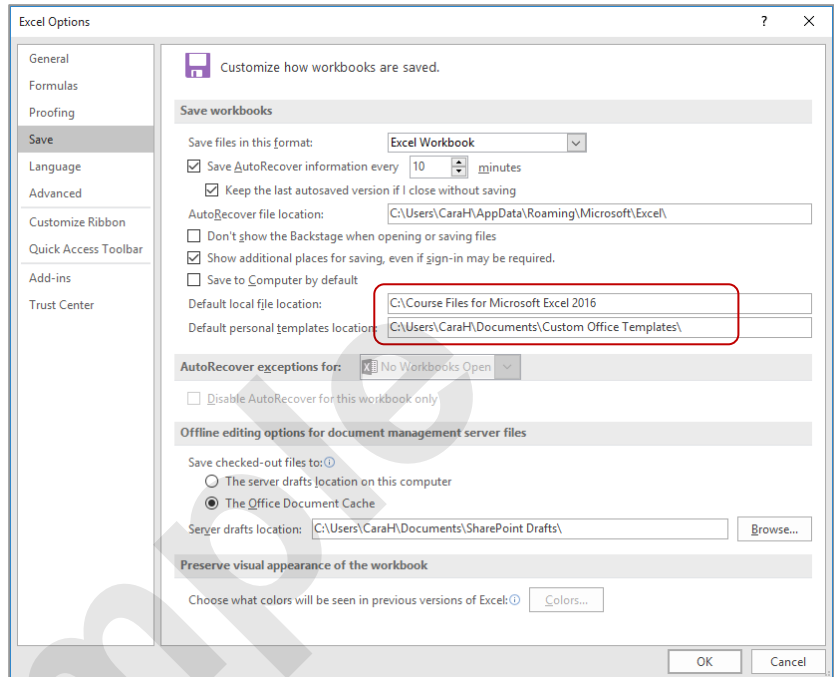 Excel Options ?
General
Formulas
Proofing
Save
Language
Advanced
Customize Ribbon
Quick Access Toolbar
Add-ins
Trust Center
Customize how workbooks are saved.
Save workbooks
Save files in this format: Excel Workbook
Save AutoRecover information every 10 minutes
Keep the last autosaved version if I close without saving
AutoRecover file location: C:\Users\CaraH\AppData\Roaming\Microsoft\Excel\
Don't show the Backstage when opening or saving files
Show additional places for saving, even if sign-in may be required.
Save to Computer by default
Default local file location: C:\Course Files for Microsoft Excel 2016
Default personal templates location: C:\Users\CaraH\Documents\Custom Office Templates\
AutoRecover exceptions for: No Workbooks Open
Disable AutoRecover for this workbook only
Offline editing options for document management server files
Save checked-out files to:
The server drafts location on this computer
The Office Document Cache
Server drafts location: C:\Users\CaraH\Documents\SharePoint Drafts\ Browse...
Preserve visual appearance of the workbook
Choose what colors will be seen in previous versions of Excel: Colors...
OK Cancel
mple